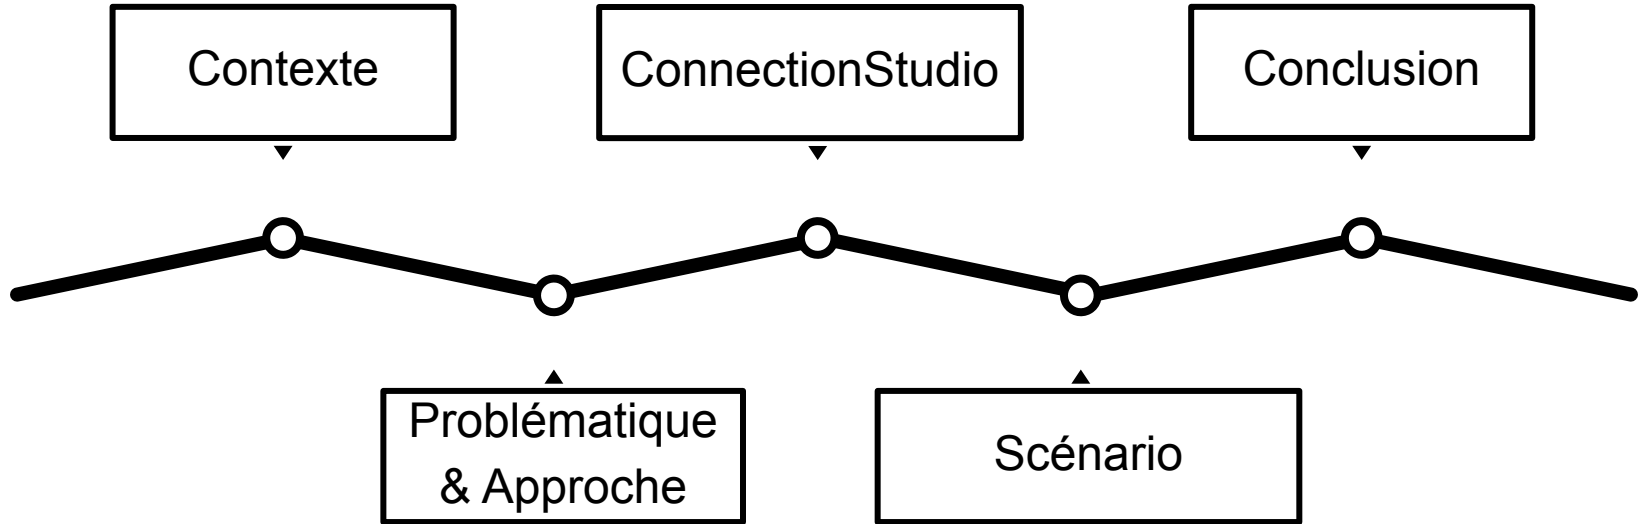 Contexte
ConnectionStudio
Conclusion
Problématique
& Approche
Scénario